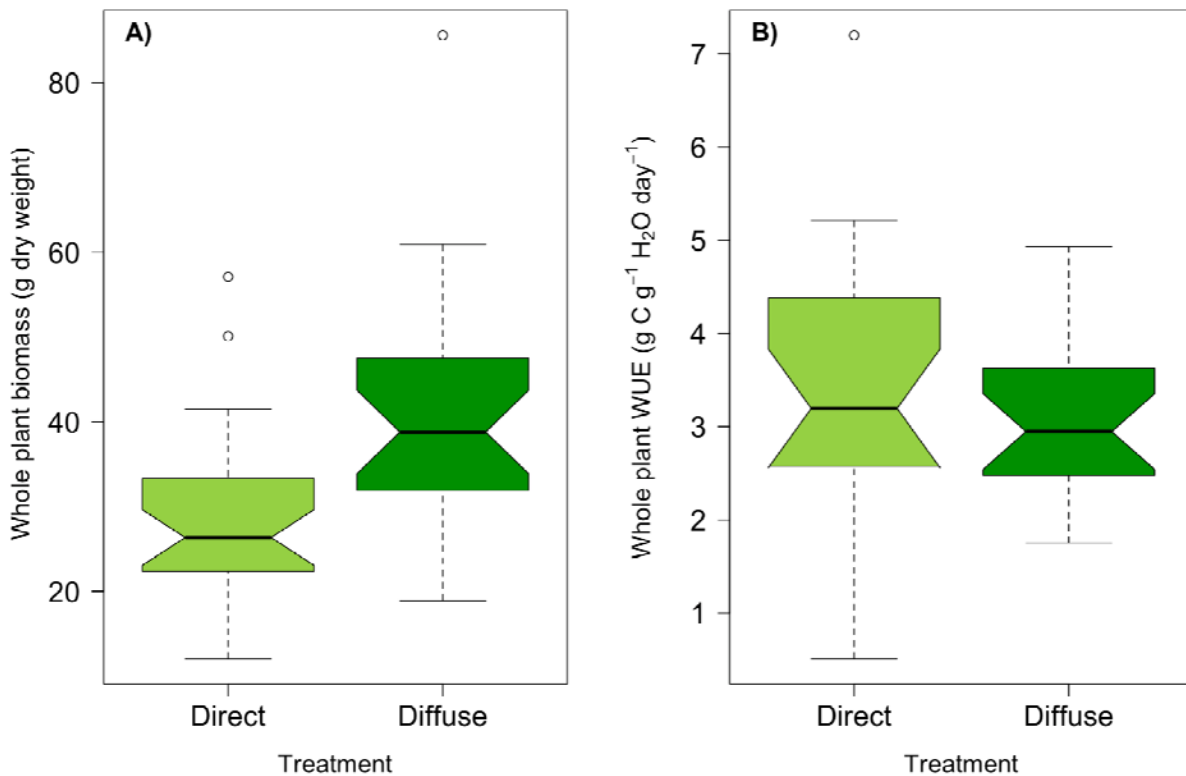 A)
Whole plant biomass (g dry weight)
80
60
40
20
Direct
Diffuse
Treatment
B)
Whole plant WUE (g C g⁻¹ H₂O day⁻¹)
7
6
5
4
3
2
1
Direct
Diffuse
Treatment